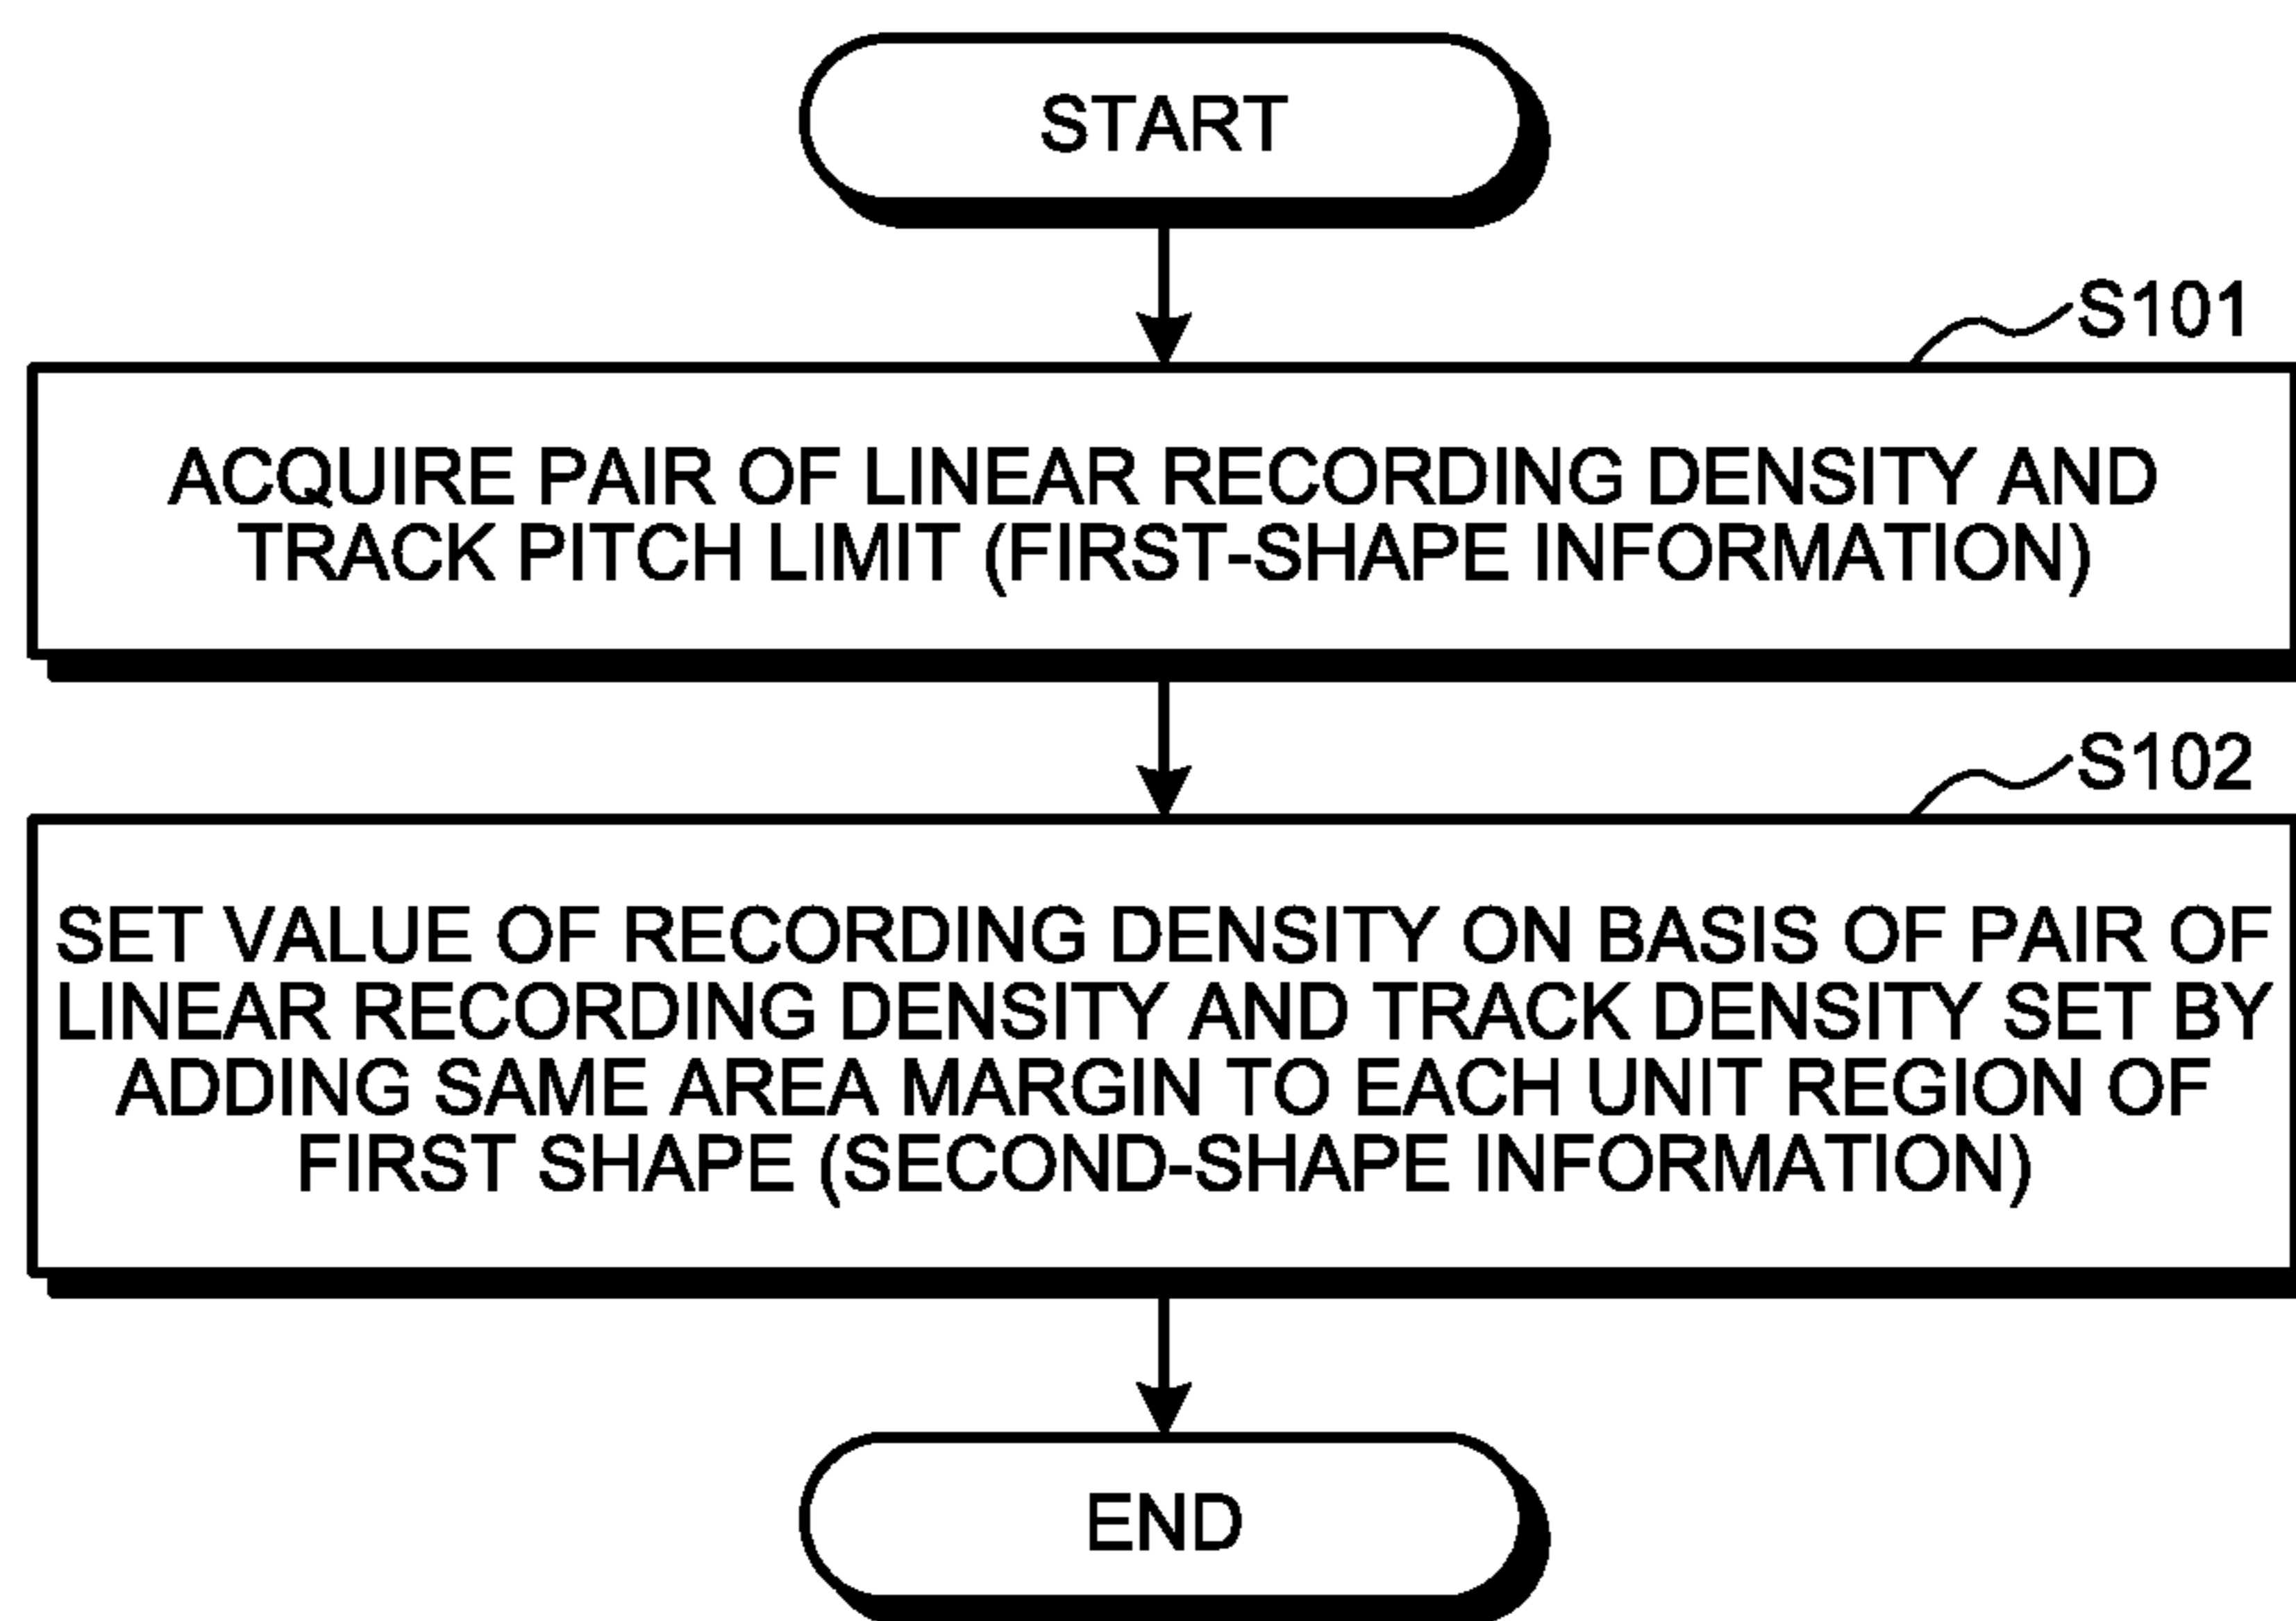 START
S101
ACQUIRE PAIR OF LINEAR RECORDING DENSITY AND
TRACK PITCH LIMIT (FIRST-SHAPE INFORMATION)
S102
SET VALUE OF RECORDING DENSITY ON BASIS OF PAIR OF
LINEAR RECORDING DENSITY AND TRACK DENSITY SET BY
ADDING SAME AREA MARGIN TO EACH UNIT REGION OF
FIRST SHAPE (SECOND-SHAPE INFORMATION)
END